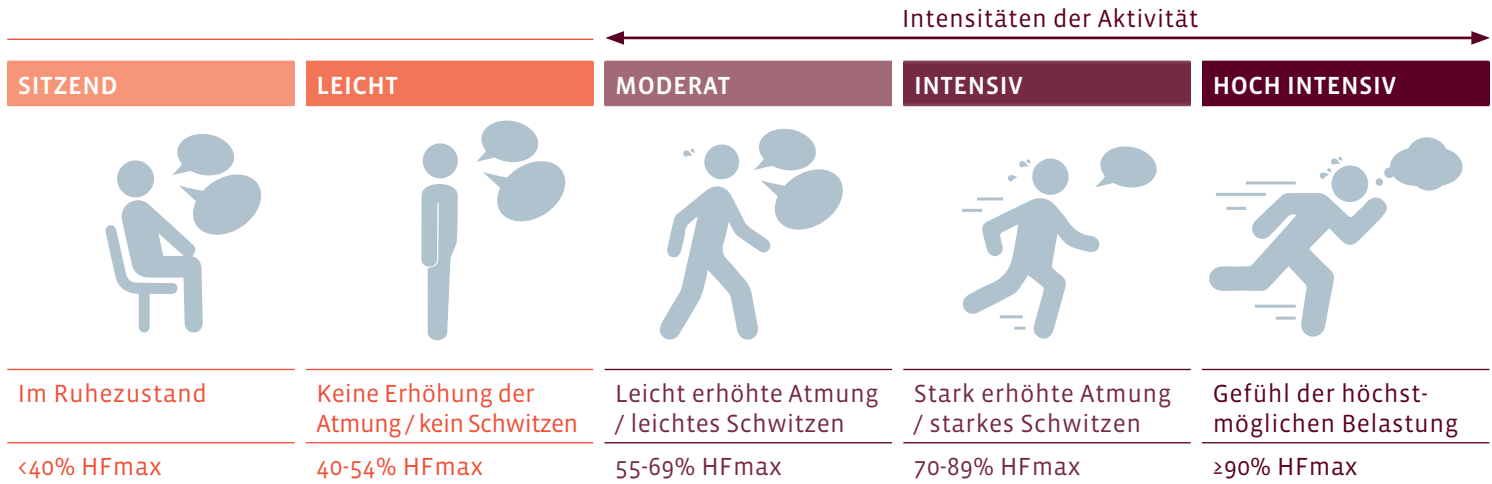 Intensitäten der Aktivität
SITZEND
LEICHT
MODERAT
INTENSIV
HOCH INTENSIV
Im Ruhezustand
Keine Erhöhung der
Atmung / kein Schwitzen
Leicht erhöhte Atmung
/ leichtes Schwitzen
Stark erhöhte Atmung
/ starkes Schwitzen
Gefühl der höchst-
möglichen Belastung
<40% HFmax
40-54% HFmax
55-69% HFmax
70-89% HFmax
≥90% HFmax